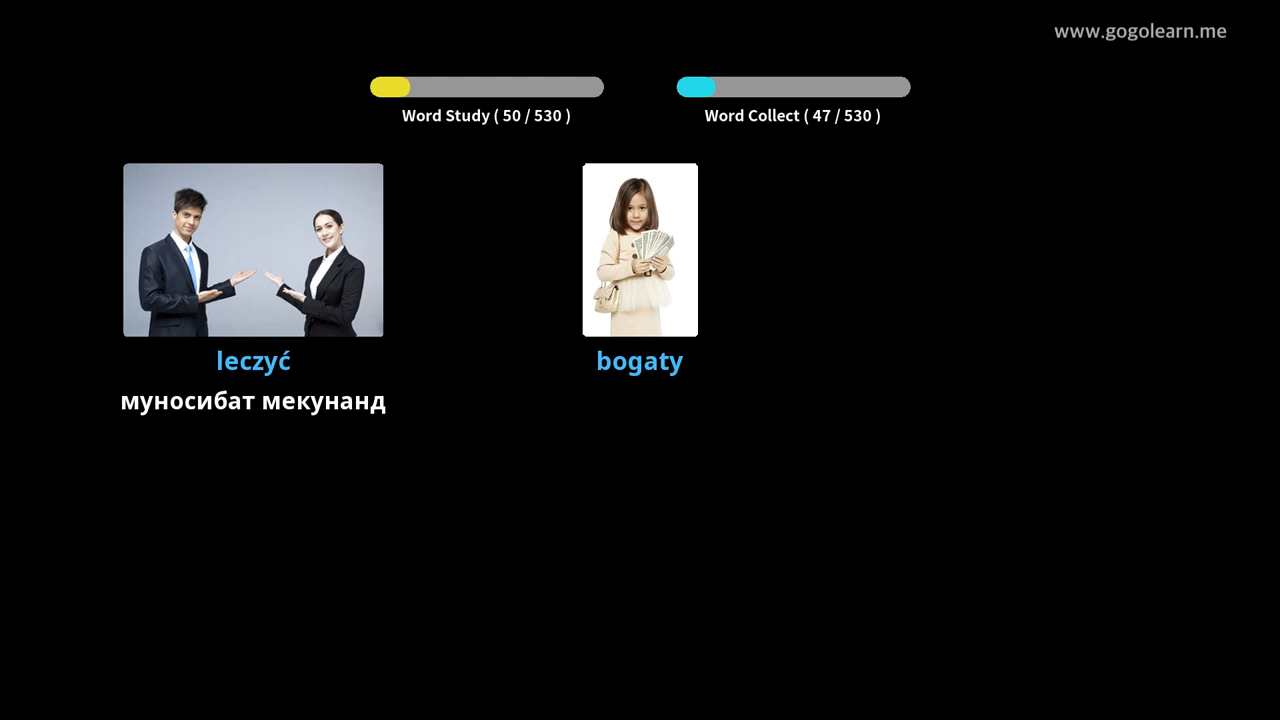 www.gogolearn.me
Word Study ( 50 / 530 )
Word Collect ( 47 / 530 )
leczyć
муносибат мекунанд
bogaty